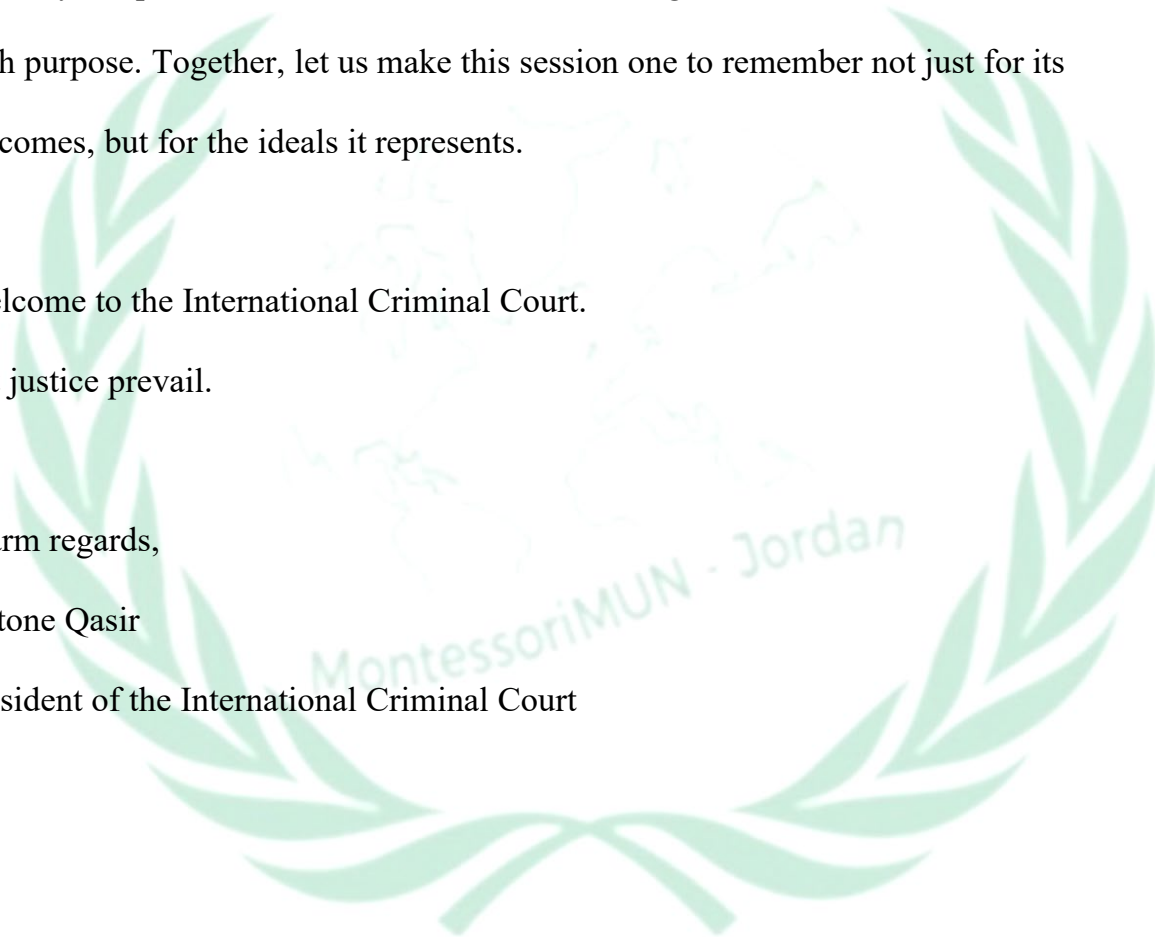 h purpose. Together, let us make this session one to remember not just for its
comes, but for the ideals it represents.
elcome to the International Criminal Court.
justice prevail.
arm regards,
tone Qasir
sident of the International Criminal Court
MontessoriMUN - Jordan